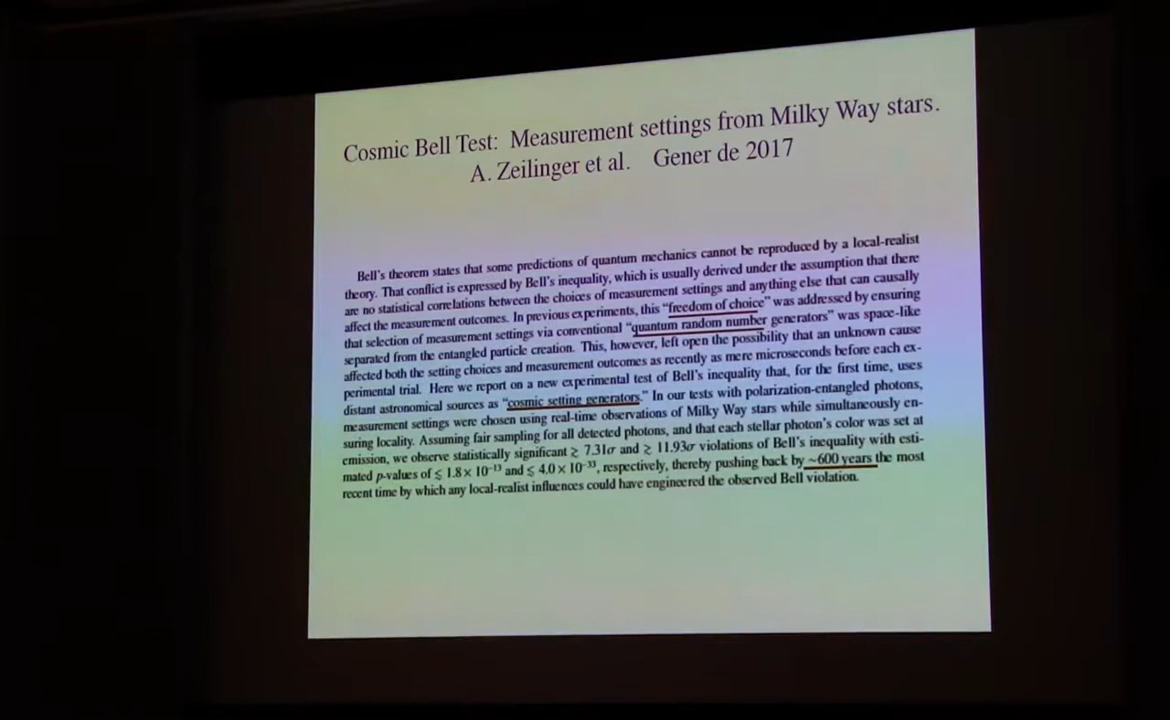 Cosmic Bell Test: Measurement settings from Milky Way stars.
A. Zeilinger et al. Gener de 2017
Bell's theorem states that some predictions of quantum mechanics cannot be reproduced by a local-realist
theory. That conflict is expressed by Bell's inequality, which is usually derived under the assumption that there
are no statistical correlations between the choices of measurement settings and anything else that can causally
affect the measurement outcomes. In previous experiments, this “freedom of choice” was addressed by ensuring
that selection of measurement settings via conventional “quantum random number generators” was space-like
separated from the entangled particle creation. This, however, left open the possibility that an unknown cause
affected both the setting choices and measurement outcomes as recently as mere microseconds before each ex-
perimental trial. Here we report on a new experimental test of Bell's inequality that, for the first time, uses
distant astronomical sources as “cosmic setting generators.” In our tests with polarization-entangled photons,
measurement settings were chosen using real-time observations of Milky Way stars while simultaneously en-
suring locality. Assuming fair sampling for all detected photons, and that each stellar photon's color was set at
emission, we observe statistically significant ≳ 7.31σ and ≳ 11.93σ violations of Bell's inequality with esti-
mated p-values of ≲ 1.8 × 10⁻¹³ and ≲ 4.0 × 10⁻³³, respectively, thereby pushing back by ~600 years the most
recent time by which any local-realist influences could have engineered the observed Bell violation.